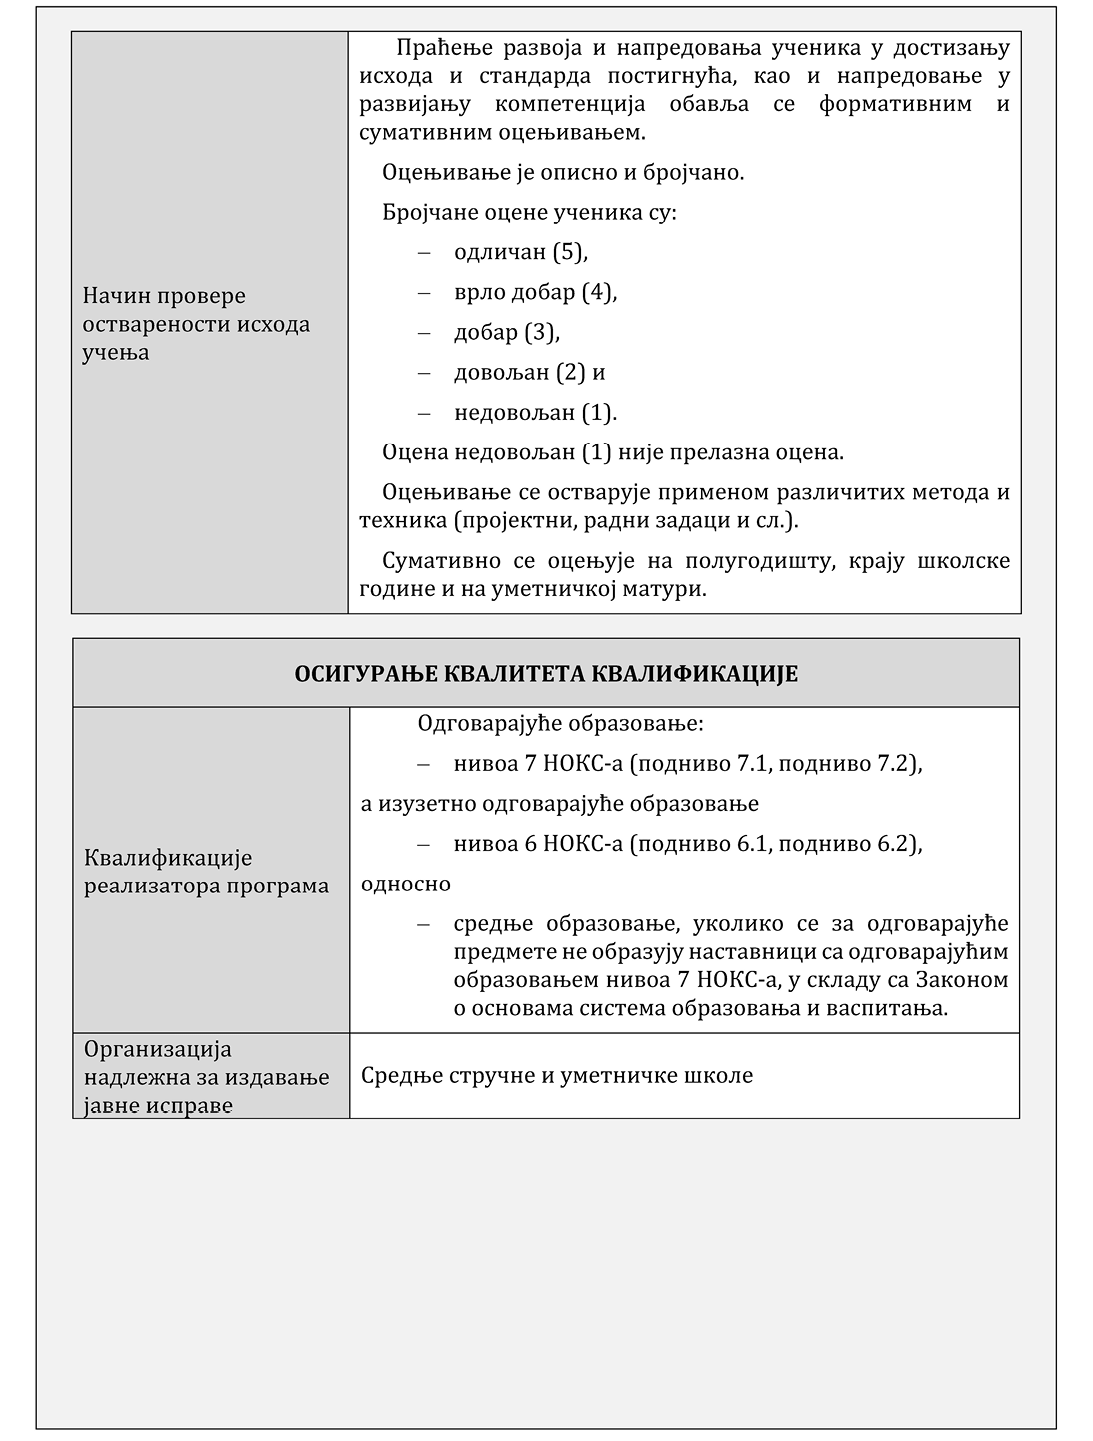 Начин провере
остварености исхода
учења
Праћење развоја и напредовања ученика у достизању
исхода и стандарда постигнућа, као и напредовање у
развијању компетенција обавља се формативним и
сумативним оцењивањем.
Оцењивање је описно и бројчано.
Бројчане оцене ученика су:
– одличан (5),
– врло добар (4),
– добар (3),
– довољан (2) и
– недовољан (1).
Оцена недовољан (1) није прелазна оцена.
Оцењивање се остварује применом различитих метода и
техника (пројектни, радни задаци и сл.).
Сумативно се оцењује на полугодишту, крају школске
године и на уметничкој матури.
ОСИГУРАЊЕ КВАЛИТЕТА КВАЛИФИКАЦИЈЕ
Квалификације
реализатора програма
Одговарајуће образовање:
– нивоа 7 НОКС-а (подниво 7.1, подниво 7.2),
а изузетно одговарајуће образовање
– нивоа 6 НОКС-а (подниво 6.1, подниво 6.2),
односно
– средње образовање, уколико се за одговарајуће
предмете не образују наставници са одговарајућим
образовањем нивоа 7 НОКС-а, у складу са Законом
о основама система образовања и васпитања.
Организација
надлежна за издавање
јавне исправе
Средње стручне и уметничке школе